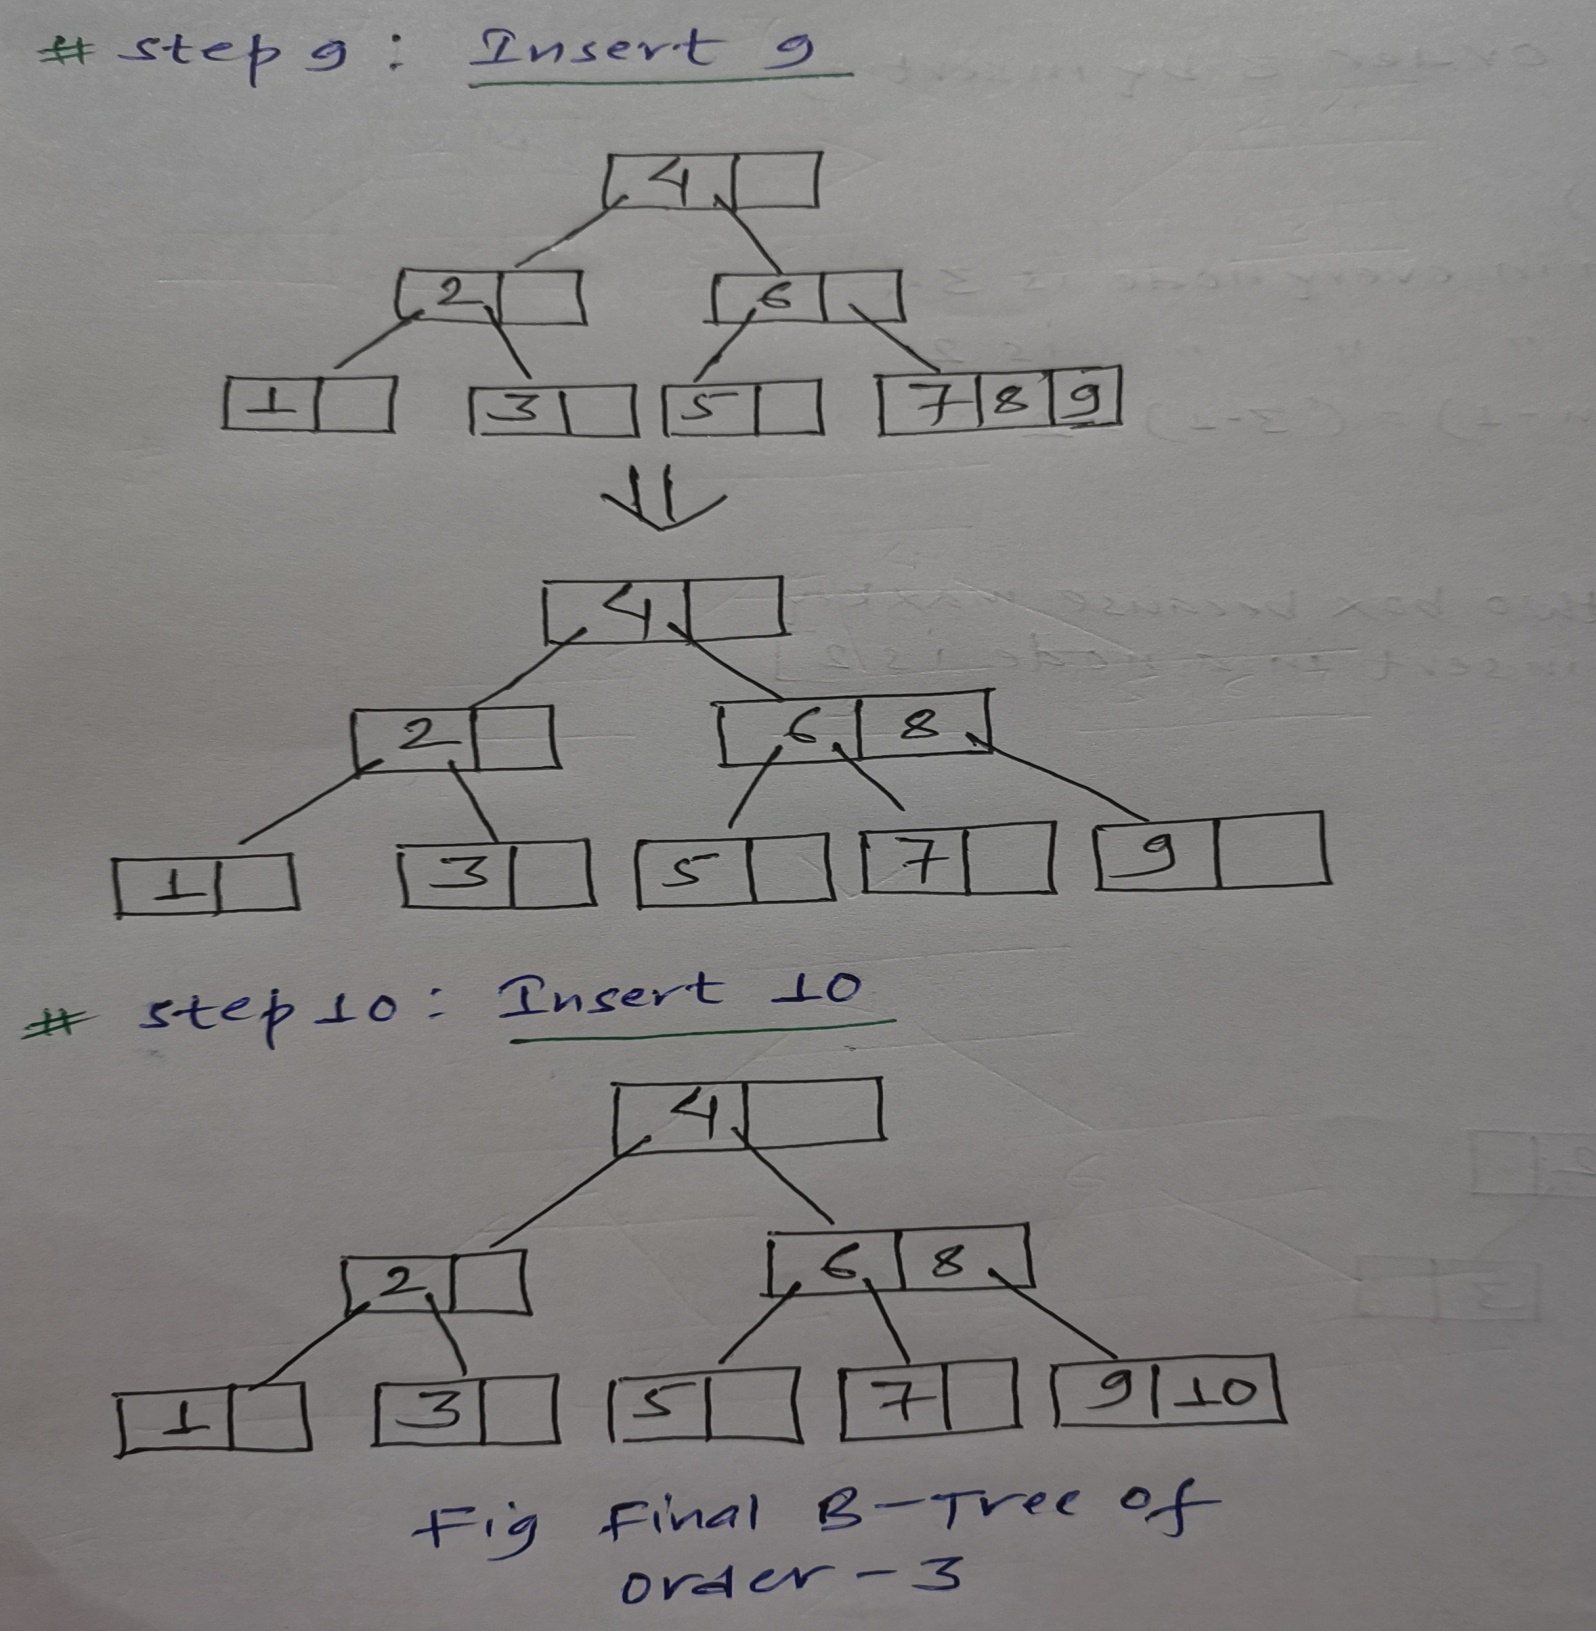 # step 9 : Insert 9
4
2 6
1 3 5 7 8 9
4
2 6 8
1 3 5 7 9
# step 10 : Insert 10
4
2 6 8
1 3 5 7 9 10
Fig Final B-Tree of
order - 3